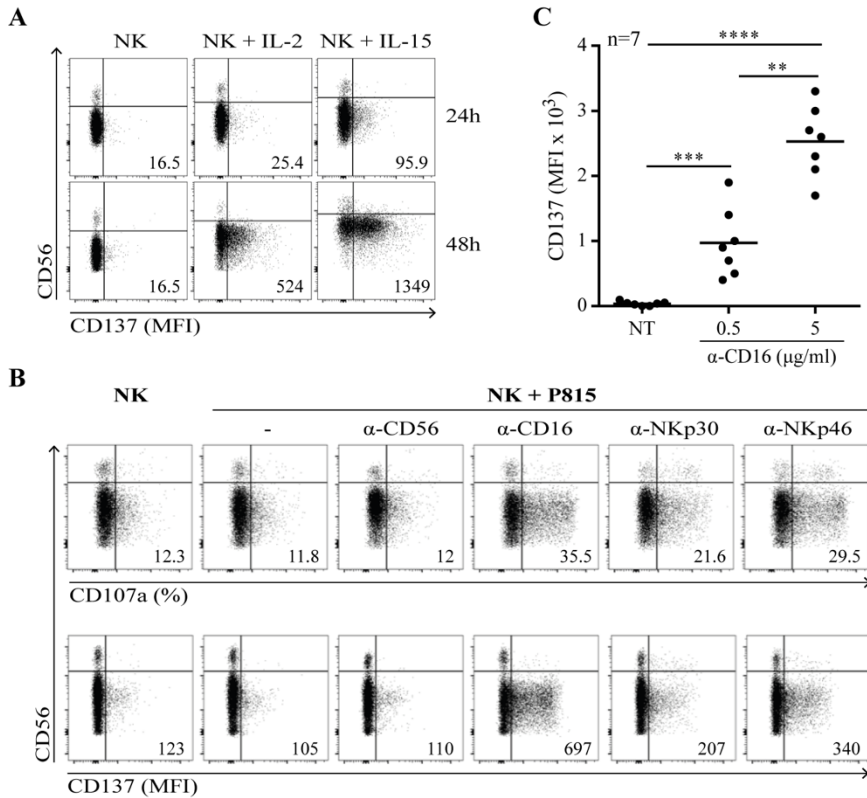 A
NK NK + IL-2 NK + IL-15
16.5 25.4 95.9 24h
16.5 524 1349 48h
CD56
CD137 (MFI)
C
n=7
****
**
***
CD137 (MFI x 10³)
4
3
2
1
0
NT 0.5 5
α-CD16 (μg/ml)
B
NK NK + P815
- α-CD56 α-CD16 α-NKp30 α-NKp46
12.3 11.8 12 35.5 21.6 29.5
CD107a (%)
123 105 110 697 207 340
CD56
CD137 (MFI)